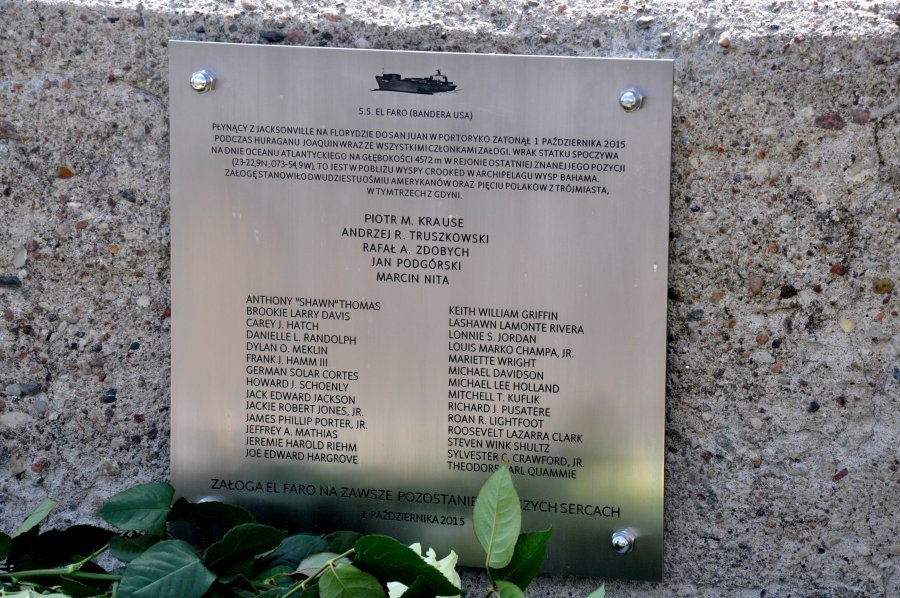 S.S. EL FARO (BANDERA USA)
PŁYNĄCY Z JACKSONVILLE NA FLORYDZIE DO SAN JUAN W PORTORYKO ZATONĄŁ 1 PAŹDZIERNIKA 2015
PODCZAS HURAGANU JOAQUIN WRAZ ZE WSZYSTKIMI CZŁONKAMI ZAŁOGI. WRAK STATKU SPOCZYWA
NA DNIE OCEANU ATLANTYCKIEGO NA GŁĘBOKOŚCI 4572 m W REJONIE OSTATNIEJ ZNANEJ JEGO POZYCJI
(23-22,9N ; 073-54,9W), TO JEST W POBLIŻU WYSPY CROOKED W ARCHIPELAGU WYSP BAHAMA.
ZAŁOGĘ STANOWIŁO DWUDZIESTU OŚMIU AMERYKANÓW ORAZ PIĘCIU POLAKÓW Z TRÓJMIASTA,
W TYM TRZECH Z GDYNI.
PIOTR M. KRAUSE
ANDRZEJ R. TRUSZKOWSKI
RAFAŁ A. ZDOBYCH
JAN PODGÓRSKI
MARCIN NITA
ANTHONY "SHAWN" THOMAS
BROOKIE LARRY DAVIS
CAREY J. HATCH
DANIELLE L. RANDOLPH
DYLAN O. MEKLIN
FRANK J. HAMM III
GERMAN SOLAR CORTES
HOWARD J. SCHOENLY
JACK EDWARD JACKSON
JACKIE ROBERT JONES, JR.
JAMES PHILLIP PORTER, JR.
JEFFREY A. MATHIAS
JEREMIE HAROLD RIEHM
JOE EDWARD HARGROVE
KEITH WILLIAM GRIFFIN
LASHAWN LAMONTE RIVERA
LONNIE S. JORDAN
LOUIS MARKO CHAMPA, JR.
MARIETTE WRIGHT
MICHAEL DAVIDSON
MICHAEL LEE HOLLAND
MITCHELL T. KUFLIK
RICHARD J. PUSATERE
ROAN R. LIGHTFOOT
ROOSEVELT LAZARRA CLARK
STEVEN WINK SHULTZ
SYLVESTER C. CRAWFORD, JR.
THEODORE EARL QUAMMIE
ZAŁOGA EL FARO NA ZAWSZE POZOSTANIE SERCACH
1 PAŹDZIERNIKA 2015